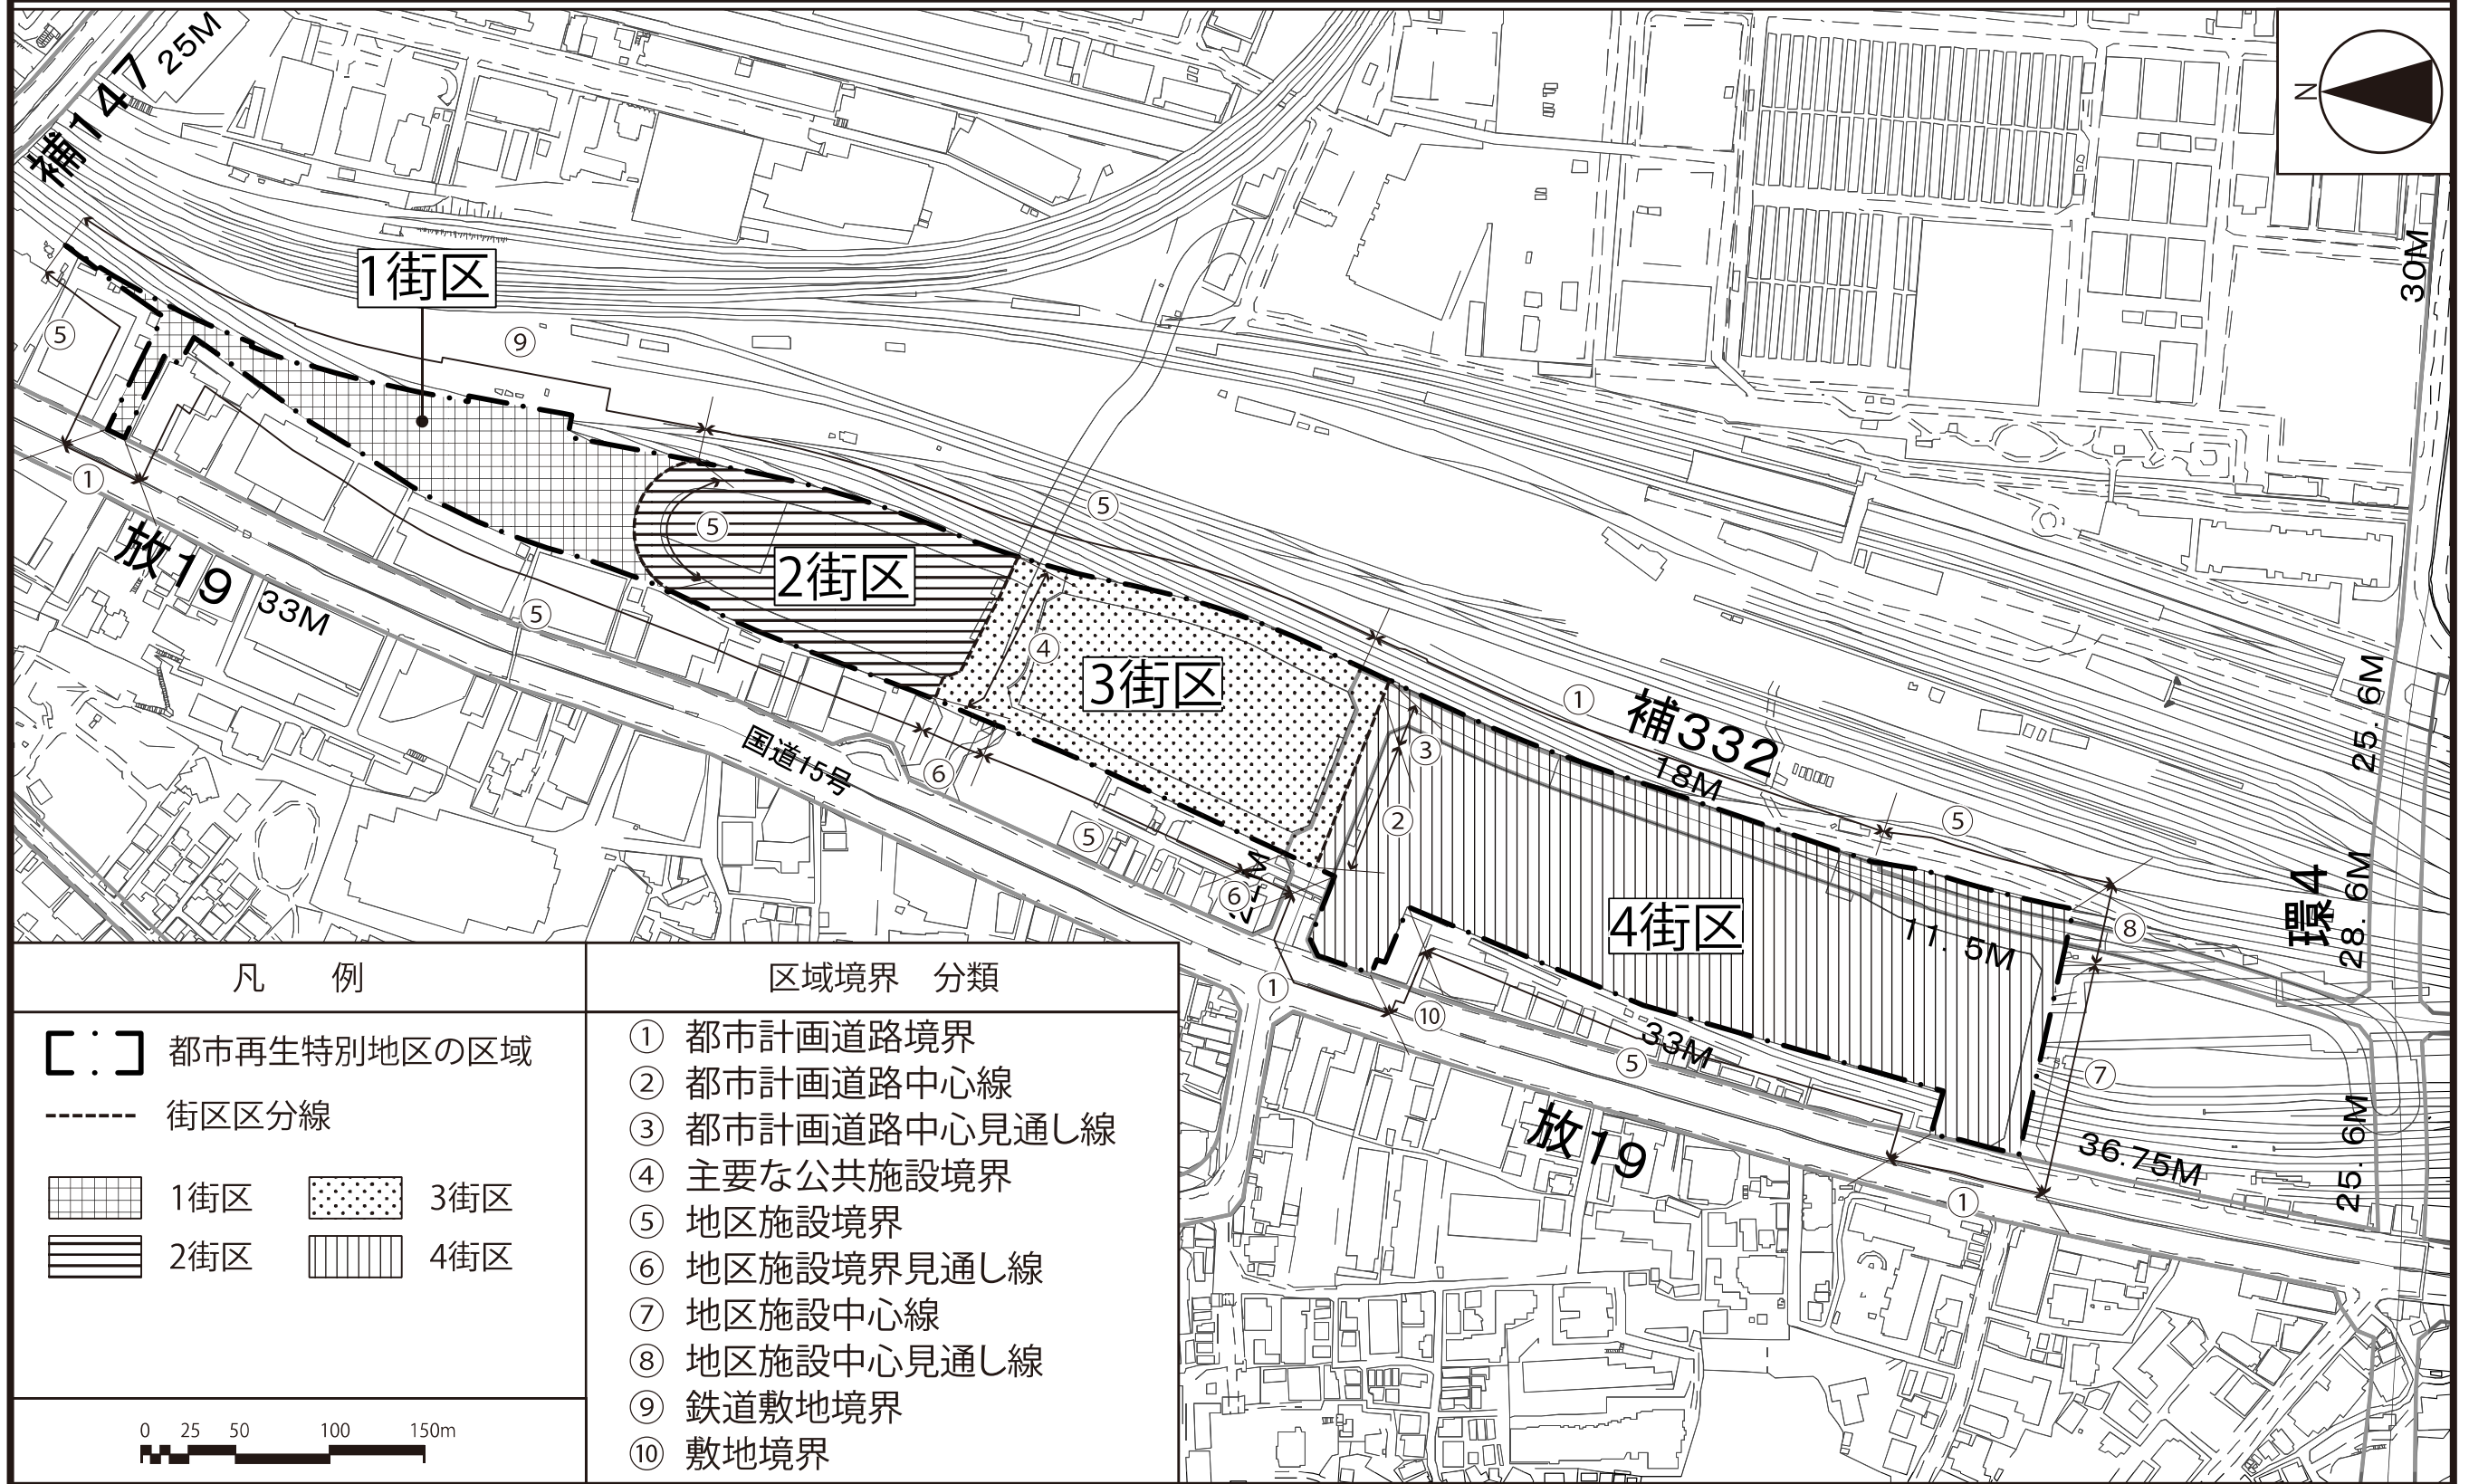 補147 25M
N
30M
1街区
⑤
⑨
①
⑤
⑤
放19 33M
2街区
⑤
④
3街区
国道15号
⑥
⑤
⑥
③
②
①
補332
18M
⑤
4街区
11.5M
⑧
環4
25.6M
28.6M
25.6M
①
⑩
33M
⑤
放19
⑦
36.75M
①
凡 例
都市再生特別地区の区域
街区区分線
1街区
3街区
2街区
4街区
0 25 50 100 150m
区域境界 分類
① 都市計画道路境界
② 都市計画道路中心線
③ 都市計画道路中心見通し線
④ 主要な公共施設境界
⑤ 地区施設境界
⑥ 地区施設境界見通し線
⑦ 地区施設中心線
⑧ 地区施設中心見通し線
⑨ 鉄道敷地境界
⑩ 敷地境界